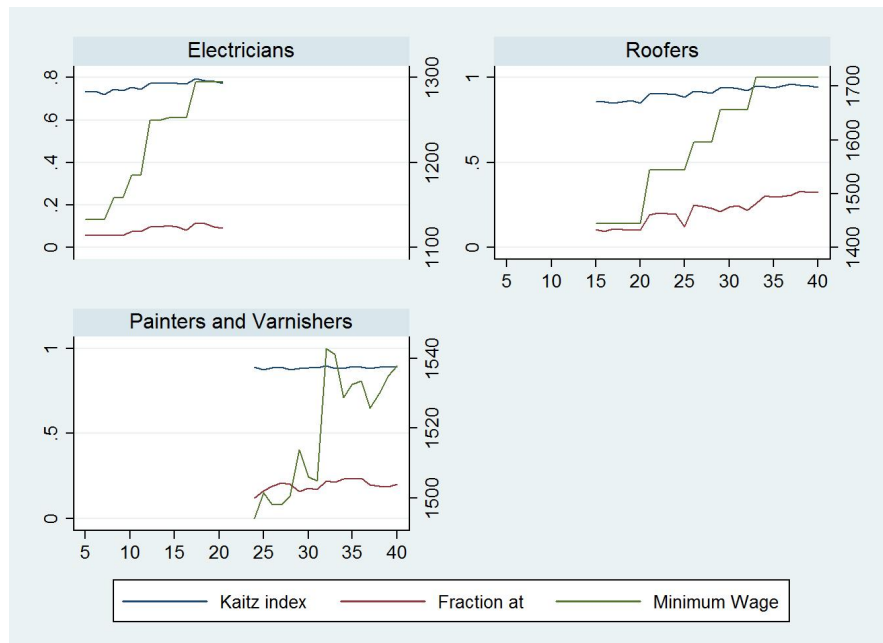 Electricians
0 .2 .4 .6 .8
1100 1200 1300
Roofers
0 .5 1
1400 1500 1600 1700
5 10 15 20 25 30 35 40
Painters and Varnishers
0 .5 1
1500 1520 1540
5 10 15 20 25 30 35 40
Kaitz index Fraction at Minimum Wage